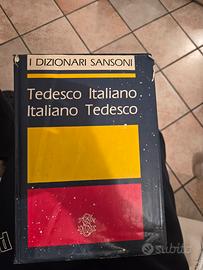 I DIZIONARI SANSONI
Tedesco Italiano
Italiano Tedesco
subito